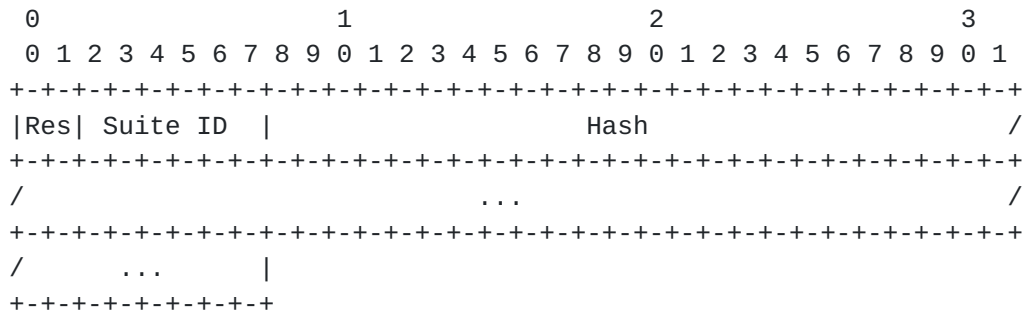 0                   1                   2                   3
 0 1 2 3 4 5 6 7 8 9 0 1 2 3 4 5 6 7 8 9 0 1 2 3 4 5 6 7 8 9 0 1
+-+-+-+-+-+-+-+-+-+-+-+-+-+-+-+-+-+-+-+-+-+-+-+-+-+-+-+-+-+-+-+-+
|Res| Suite ID  |                    Hash                       /
+-+-+-+-+-+-+-+-+-+-+-+-+-+-+-+-+-+-+-+-+-+-+-+-+-+-+-+-+-+-+-+-+
/                             ...                               /
+-+-+-+-+-+-+-+-+-+-+-+-+-+-+-+-+-+-+-+-+-+-+-+-+-+-+-+-+-+-+-+-+
/      ...      |
+-+-+-+-+-+-+-+-+